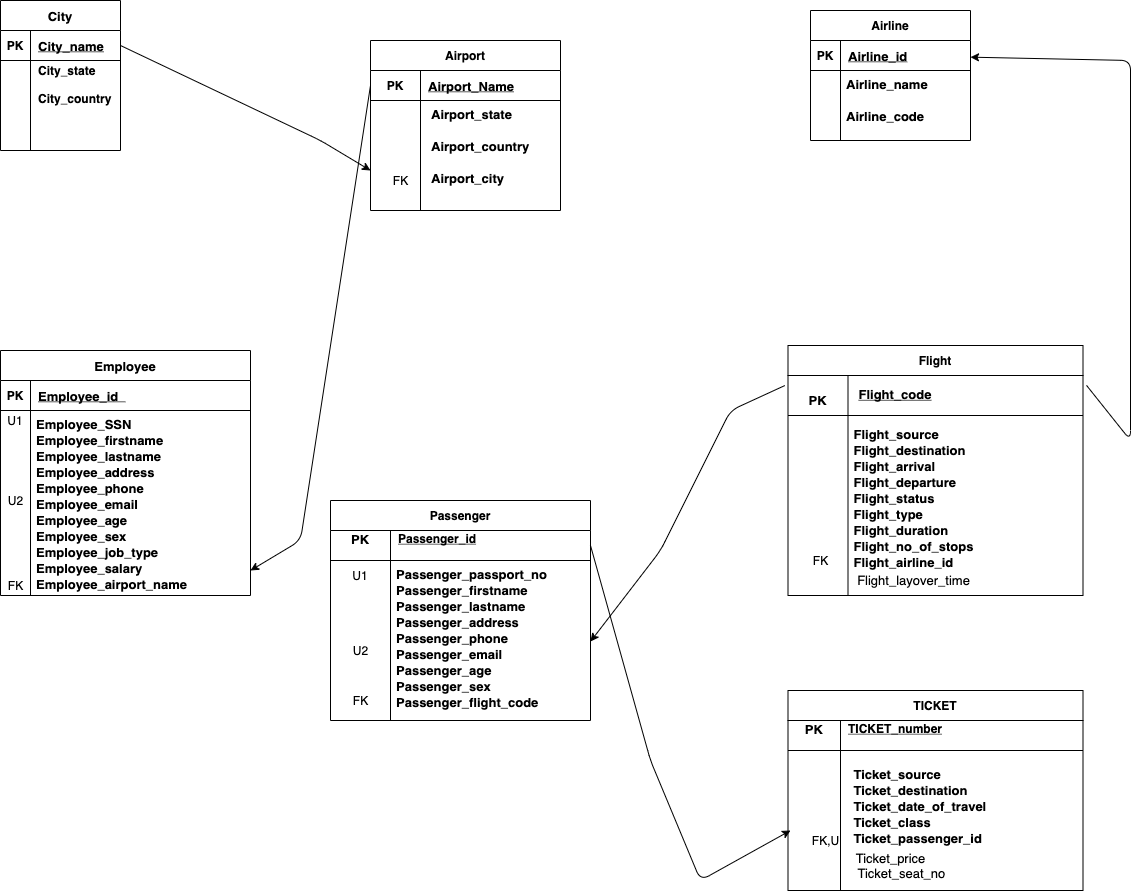 City
PK City_name
City_state
City_country
Airport
PK Airport_Name
Airport_state
Airport_country
FK Airport_city
Airline
PK Airline_id
Airline_name
Airline_code
Employee
PK Employee_id
U1 Employee_SSN
Employee_firstname
Employee_lastname
Employee_address
Employee_phone
U2 Employee_email
Employee_age
Employee_sex
Employee_job_type
Employee_salary
FK Employee_airport_name
Passenger
PK Passenger_id
U1 Passenger_passport_no
Passenger_firstname
Passenger_lastname
Passenger_address
Passenger_phone
U2 Passenger_email
Passenger_age
Passenger_sex
FK Passenger_flight_code
Flight
PK Flight_code
Flight_source
Flight_destination
Flight_arrival
Flight_departure
Flight_status
Flight_type
Flight_duration
Flight_no_of_stops
FK Flight_airline_id
Flight_layover_time
TICKET
PK TICKET_number
Ticket_source
Ticket_destination
Ticket_date_of_travel
Ticket_class
FK,U Ticket_passenger_id
Ticket_price
Ticket_seat_no